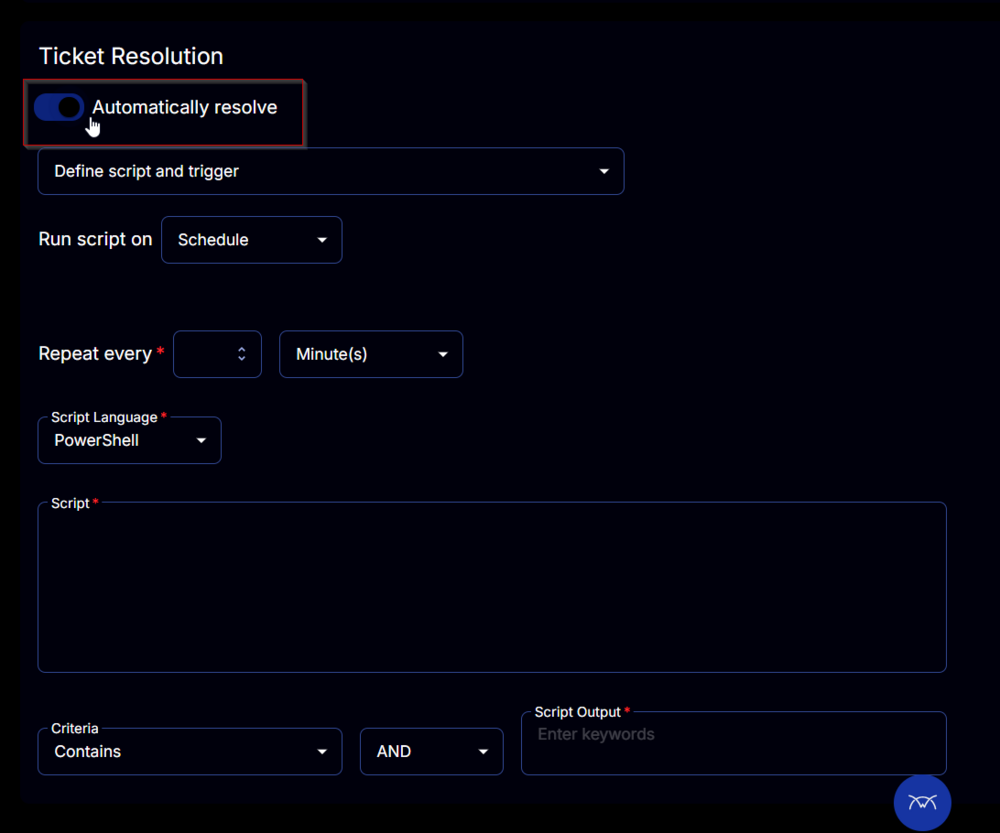 Ticket Resolution
Automatically resolve
Define script and trigger
Run script on Schedule
Repeat every * Minute(s)
Script Language *
PowerShell
Script *
Criteria
Contains
AND
Script Output *
Enter keywords